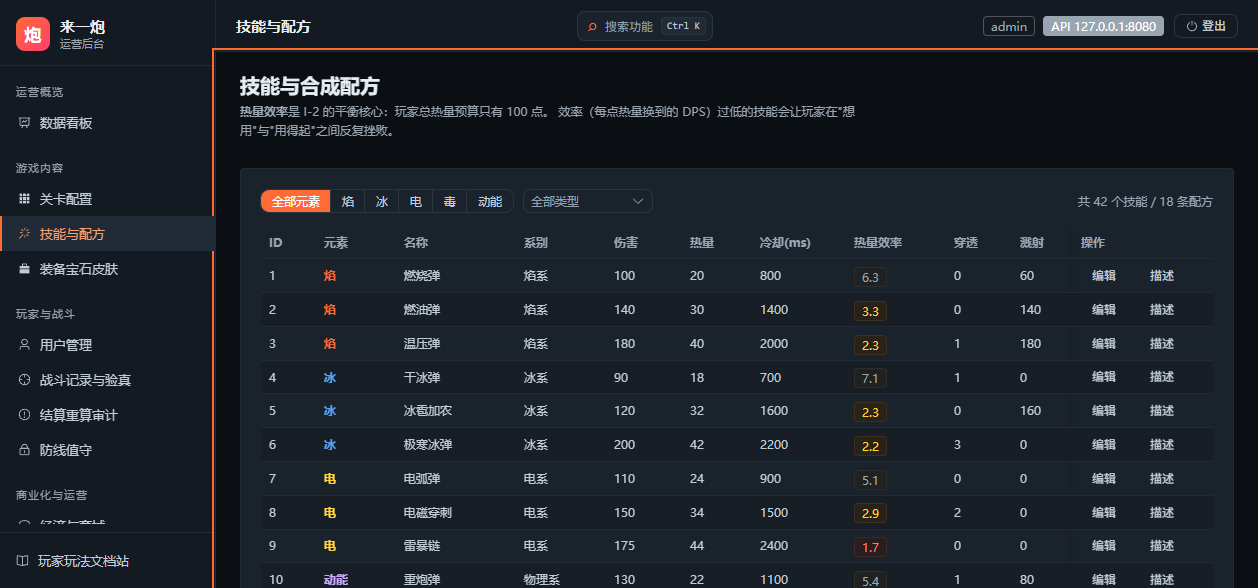 炮
来一炮
运营后台
技能与配方
搜索功能 Ctrl K
admin
API 127.0.0.1:8080
登出
运营概览
数据看板
游戏内容
关卡配置
技能与配方
装备宝石皮肤
玩家与战斗
用户管理
战斗记录与验真
结算重算审计
防线值守
商业化与运营
玩家玩法文档站
技能与合成配方
热量效率是 I-2 的平衡核心：玩家总热量预算只有 100 点。 效率（每点热量换到的 DPS）过低的技能会让玩家在"想
用"与"用得起"之间反复挫败。
全部元素 焰 冰 电 毒 动能 全部类型 共 42 个技能 / 18 条配方
ID 元素 名称 系别 伤害 热量 冷却(ms) 热量效率 穿透 溅射 操作
1 焰 燃烧弹 焰系 100 20 800 6.3 0 60 编辑 描述
2 焰 燃油弹 焰系 140 30 1400 3.3 0 140 编辑 描述
3 焰 温压弹 焰系 180 40 2000 2.3 1 180 编辑 描述
4 冰 干冰弹 冰系 90 18 700 7.1 1 0 编辑 描述
5 冰 冰雹加农 冰系 120 32 1600 2.3 0 160 编辑 描述
6 冰 极寒冰弹 冰系 200 42 2200 2.2 3 0 编辑 描述
7 电 电弧弹 电系 110 24 900 5.1 0 0 编辑 描述
8 电 电磁穿刺 电系 150 34 1500 2.9 2 0 编辑 描述
9 电 雷暴链 电系 175 44 2400 1.7 0 0 编辑 描述
10 动能 重炮弹 物理系 130 22 1100 5.4 1 80 编辑 描述